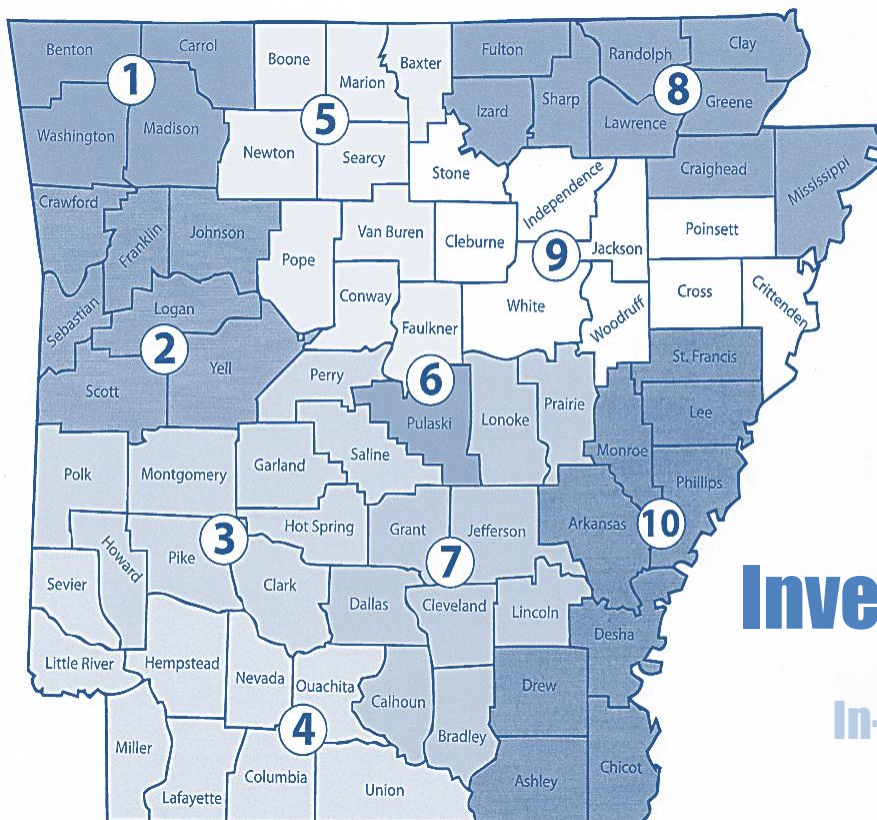 Benton
Carrol
Boone
Marion
Baxter
Fulton
Randolph
Clay
1
8
5
Izard
Sharp
Greene
Lawrence
Washington
Madison
Newton
Searcy
Stone
Craighead
Mississippi
Crawford
Franklin
Johnson
Pope
Van Buren
Cleburne
Independence
9
Jackson
Poinsett
Sebastian
Logan
Conway
Faulkner
White
Woodruff
Cross
Crittenden
2
Scott
Yell
Perry
6
Pulaski
Lonoke
Prairie
St. Francis
Lee
Monroe
Phillips
Polk
Montgomery
Garland
Saline
Hot Spring
Grant
Jefferson
Arkansas
10
3
7
Howard
Pike
Sevier
Clark
Dallas
Cleveland
Lincoln
Desha
Inve
Little River
Hempstead
Nevada
Ouachita
Calhoun
Bradley
Drew
4
In-
Miller
Lafayette
Columbia
Union
Ashley
Chicot